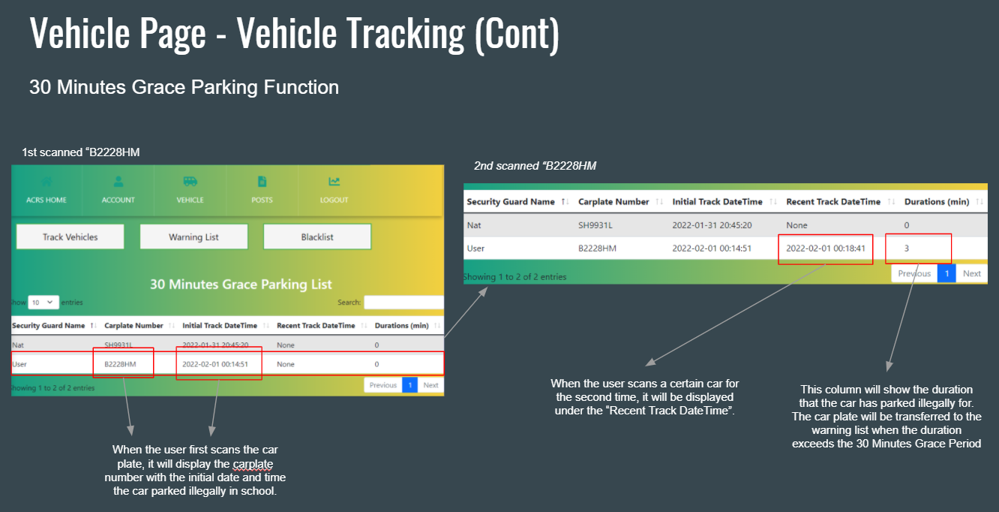 Vehicle Page - Vehicle Tracking (Cont)
30 Minutes Grace Parking Function
1st scanned “B2228HM
ACRS HOME ACCOUNT VEHICLE POSTS LOGOUT
Track Vehicles Warning List Blacklist
30 Minutes Grace Parking List
how 10 entries Search:
Security Guard Name Carplate Number Initial Track DateTime Recent Track DateTime Durations (min)
Nat SH9931L 2022-01-31 20:45:20 None 0
User B2228HM 2022-02-01 00:14:51 None 0
howing 1 to 2 of 2 entries Previous 1 Next
When the user first scans the car
plate, it will display the carplate
number with the initial date and time
the car parked illegally in school.
2nd scanned “B2228HM
Security Guard Name Carplate Number Initial Track DateTime Recent Track DateTime Durations (min)
Nat SH9931L 2022-01-31 20:45:20 None 0
User B2228HM 2022-02-01 00:14:51 2022-02-01 00:18:41 3
Showing 1 to 2 of 2 entries Previous 1 Next
When the user scans a certain car for
the second time, it will be displayed
under the “Recent Track DateTime”.
This column will show the duration
that the car has parked illegally for.
The car plate will be transferred to the
warning list when the duration
exceeds the 30 Minutes Grace Period